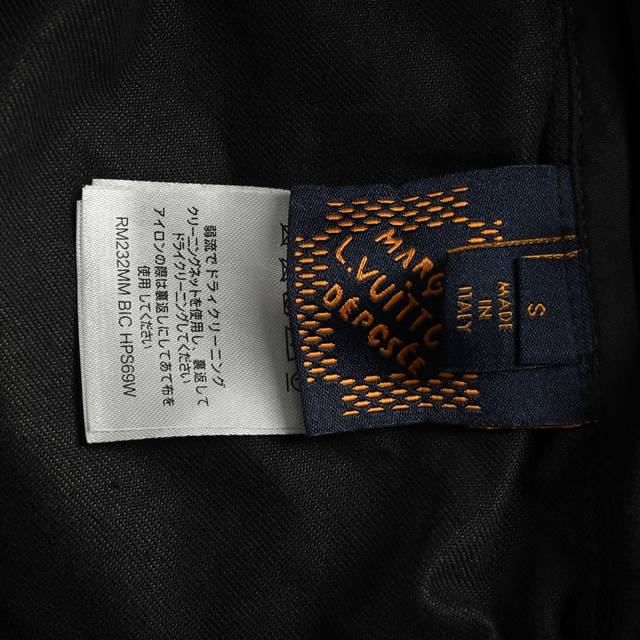 弱流でドライクリーニング
クリーニングネットを使用し、裏返して
ドライクリーニングしてください
アイロンの際は裏返しにしてあて布を
使用してください
RM232MM BIC HPS69W
MARQ
L.VUITTO
DÉPOSÉE
MADE
IN
ITALY
S